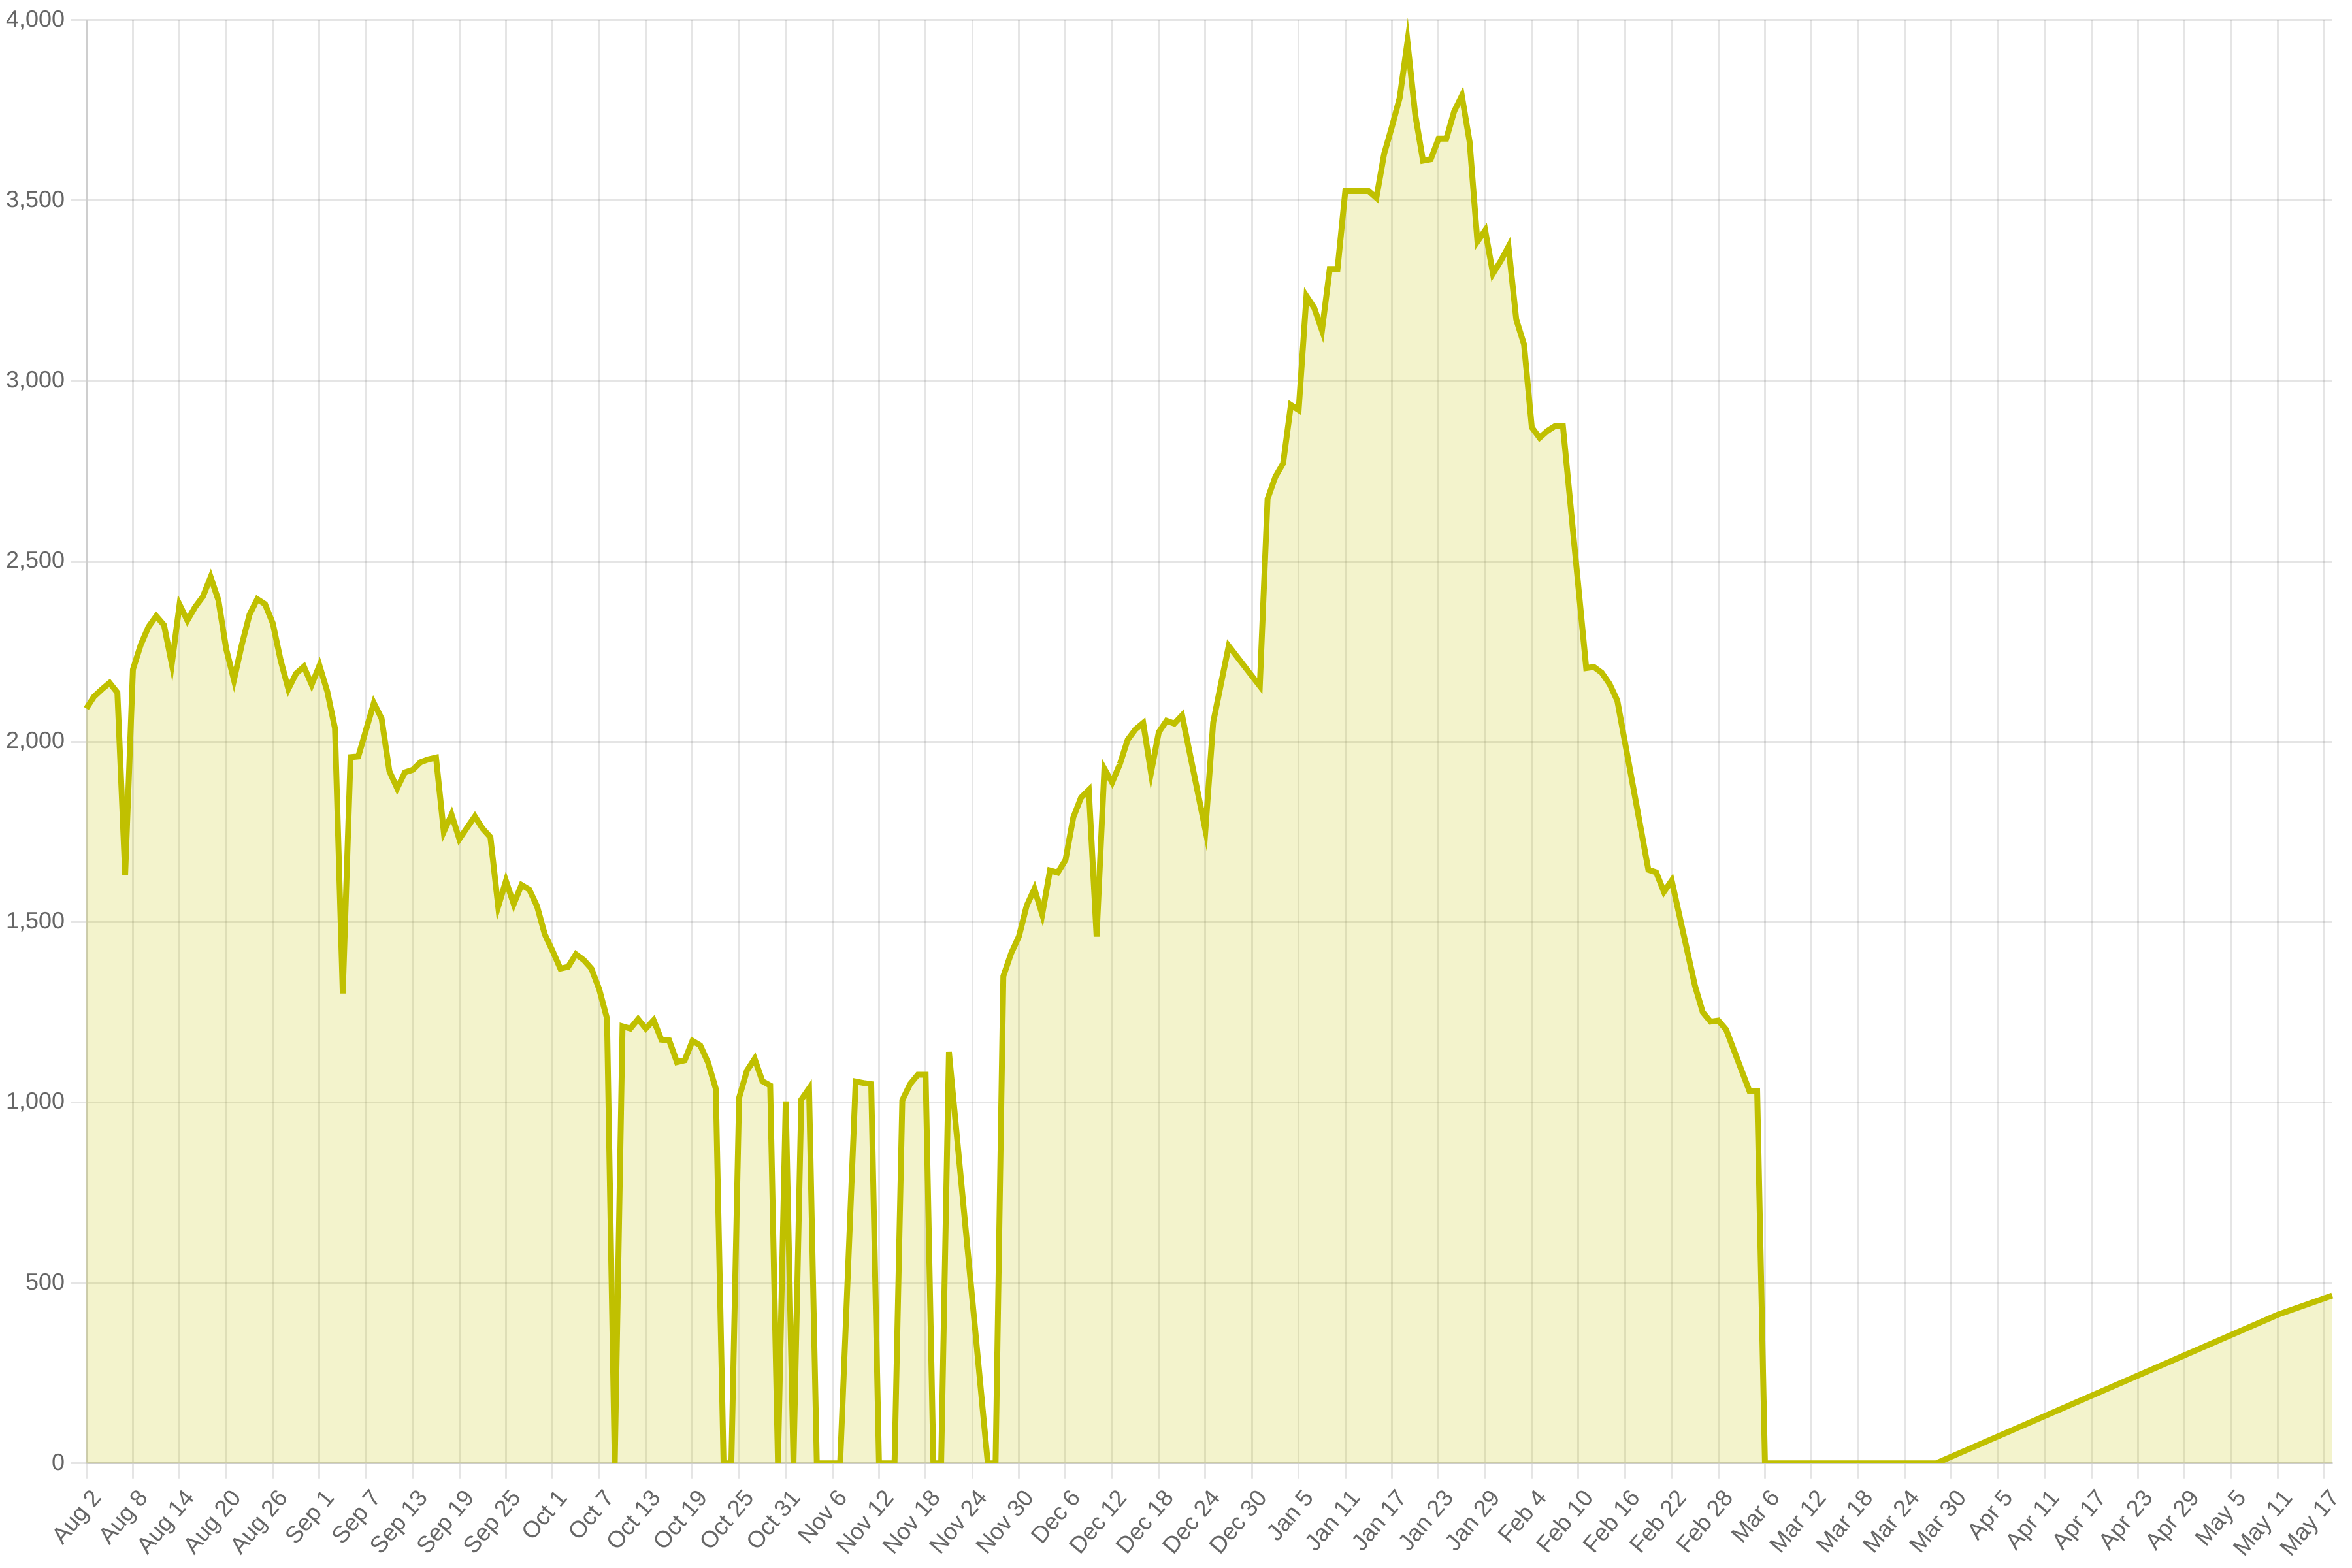 4,000
3,500
3,000
2,500
2,000
1,500
1,000
500
0
Aug 2
Aug 8
Aug 14
Aug 20
Aug 26
Sep 1
Sep 7
Sep 13
Sep 19
Sep 25
Oct 1
Oct 7
Oct 13
Oct 19
Oct 25
Oct 31
Nov 6
Nov 12
Nov 18
Nov 24
Nov 30
Dec 6
Dec 12
Dec 18
Dec 24
Dec 30
Jan 5
Jan 11
Jan 17
Jan 23
Jan 29
Feb 4
Feb 10
Feb 16
Feb 22
Feb 28
Mar 6
Mar 12
Mar 18
Mar 24
Mar 30
Apr 5
Apr 11
Apr 17
Apr 23
Apr 29
May 5
May 11
May 17